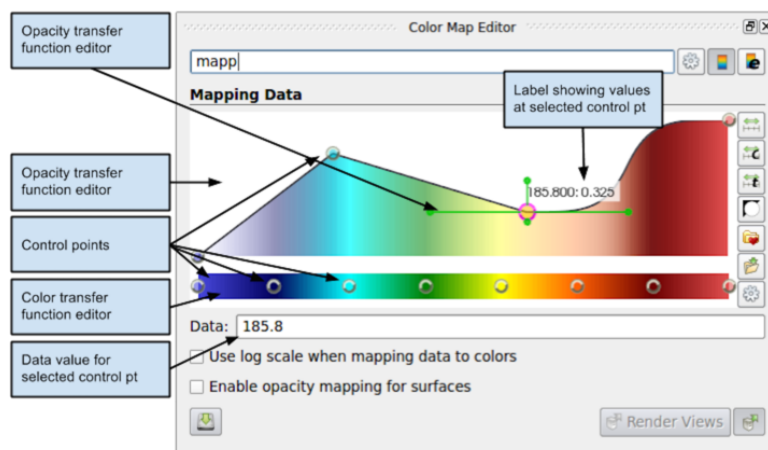 Opacity transfer
function editor
Color Map Editor
mapp
Mapping Data
Label showing values
at selected control pt
Opacity transfer
function editor
185.800: 0.325
Control points
Color transfer
function editor
Data: 185.8
Data value for
selected control pt
Use log scale when mapping data to colors
Enable opacity mapping for surfaces
Render Views